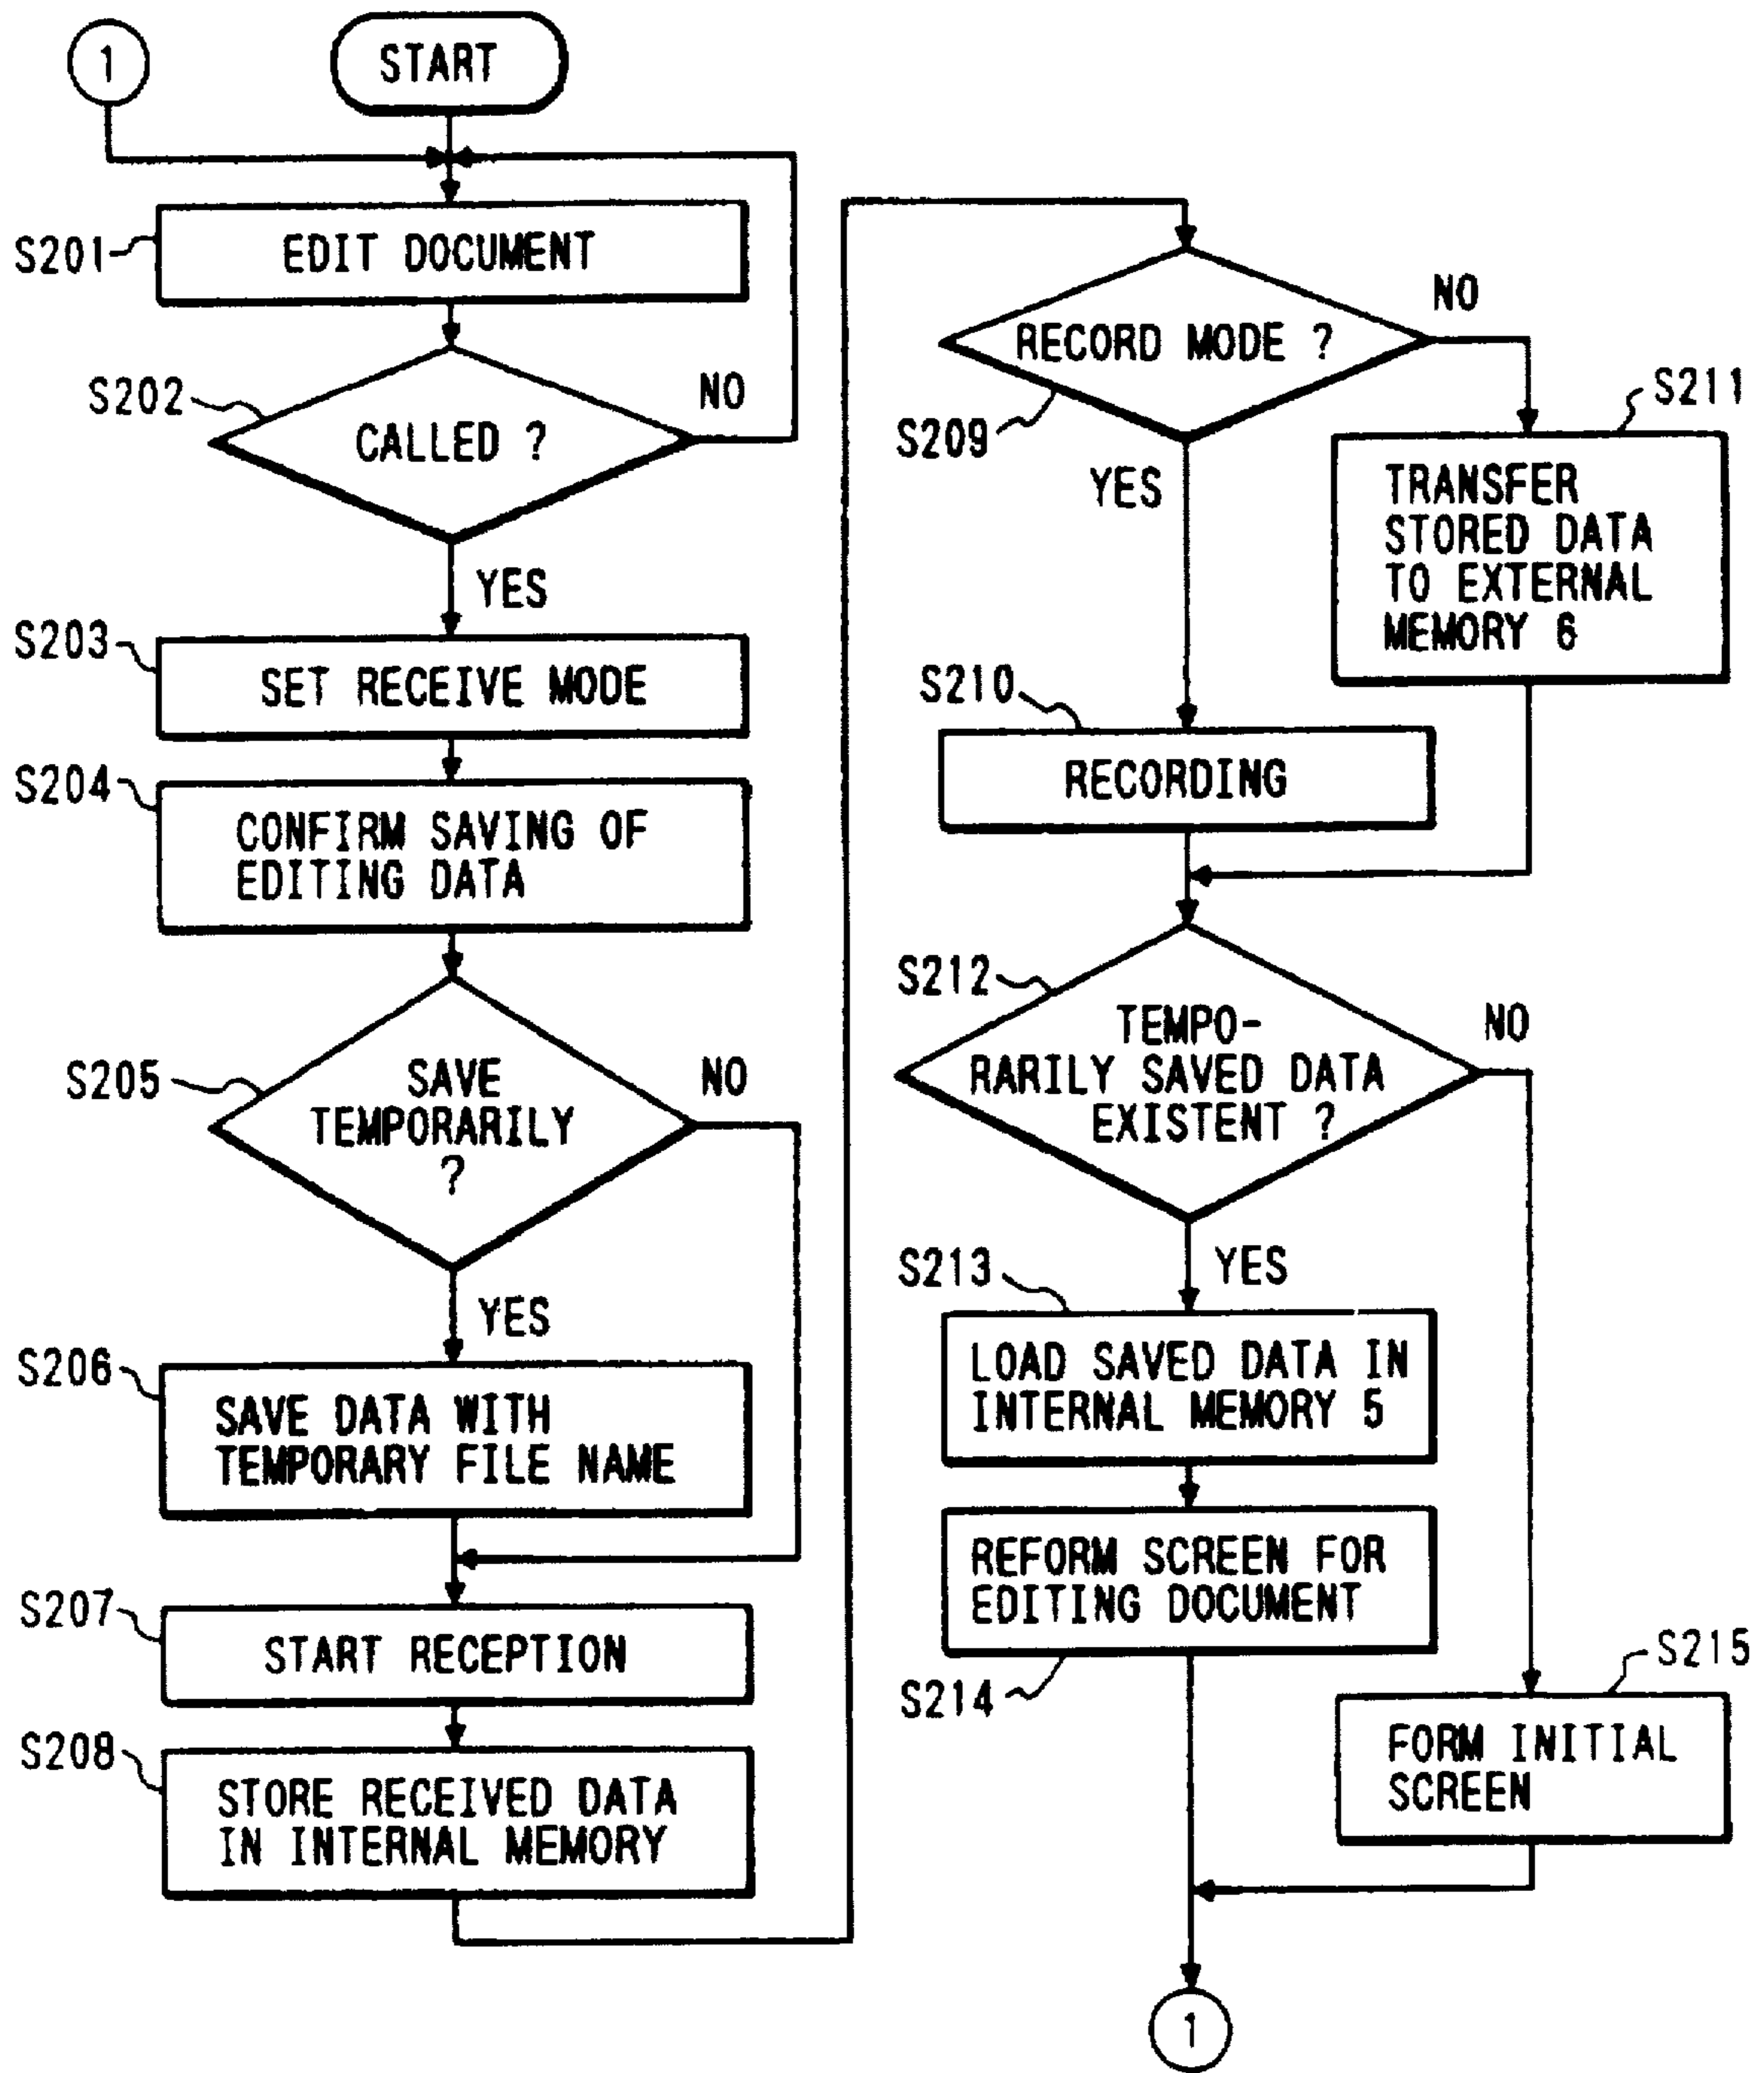 1
START
S201
EDIT DOCUMENT
S202
CALLED ?
NO
YES
S203
SET RECEIVE MODE
S204
CONFIRM SAVING OF
EDITING DATA
S205
SAVE
TEMPORARILY
?
NO
YES
S206
SAVE DATA WITH
TEMPORARY FILE NAME
S207
START RECEPTION
S208
STORE RECEIVED DATA
IN INTERNAL MEMORY
RECORD MODE ?
NO
S209
YES
S211
TRANSFER
STORED DATA
TO EXTERNAL
MEMORY 6
S210
RECORDING
S212
TEMPO-
RARILY SAVED DATA
EXISTENT ?
NO
YES
S213
LOAD SAVED DATA IN
INTERNAL MEMORY 5
REFORM SCREEN FOR
EDITING DOCUMENT
S214
S215
FORM INITIAL
SCREEN
1